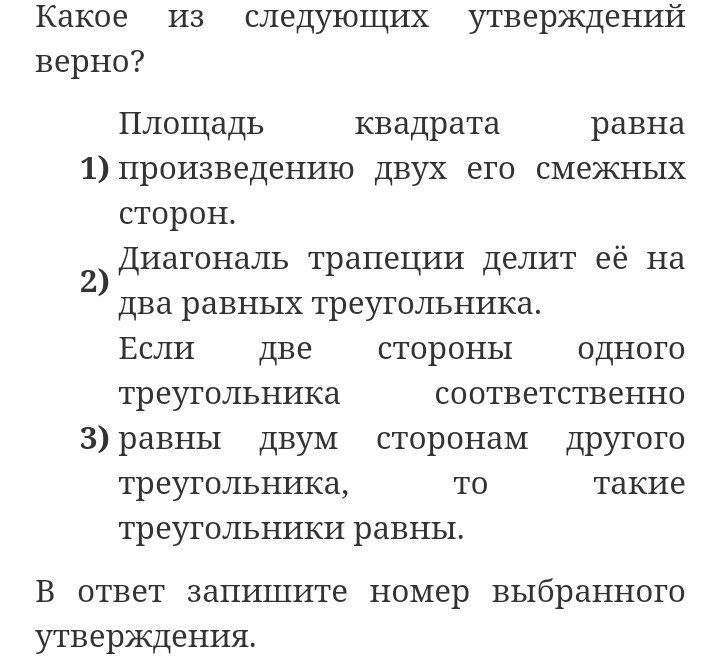 Какое из следующих утверждений
верно?
Площадь квадрата равна
1) произведению двух его смежных
сторон.
Диагональ трапеции делит её на
2)
два равных треугольника.
Если две стороны одного
треугольника соответственно
3) равны двум сторонам другого
треугольника, то такие
треугольники равны.
В ответ запишите номер выбранного
утверждения.